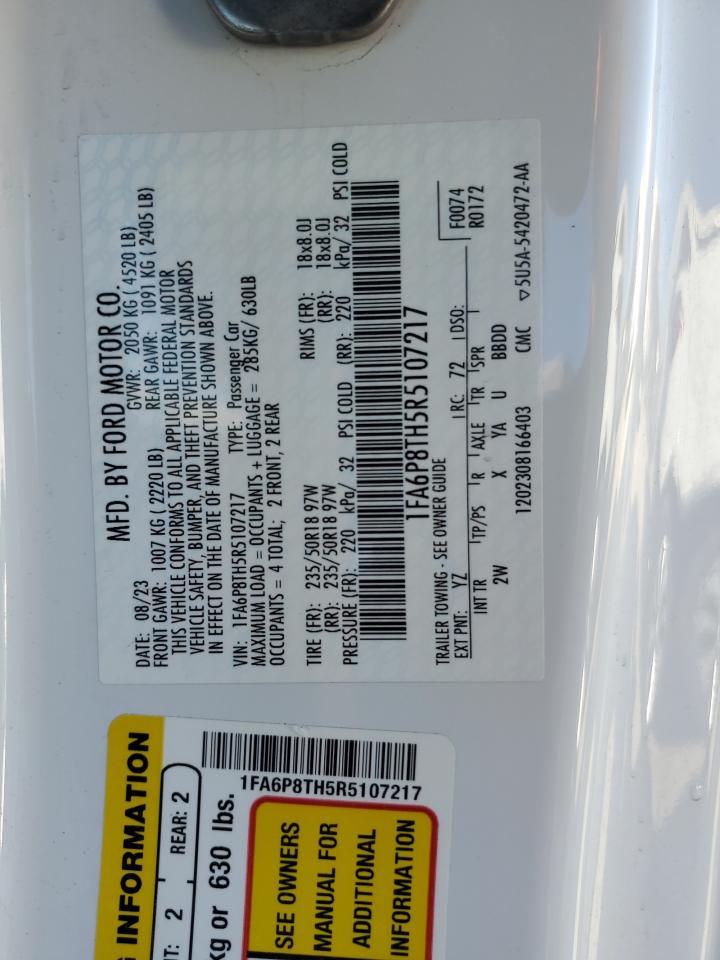 MFD. BY FORD MOTOR CO.
DATE: 08/23 GVWR: 2050 KG ( 4520 LB)
FRONT GAWR: 1007 KG ( 2220 LB) REAR GAWR: 1091 KG ( 2405 LB)
THIS VEHICLE CONFORMS TO ALL APPLICABLE FEDERAL MOTOR
VEHICLE SAFETY, BUMPER, AND THEFT PREVENTION STANDARDS
IN EFFECT ON THE DATE OF MANUFACTURE SHOWN ABOVE.
VIN: 1FA6P8TH5R5107217 TYPE: Passenger Car
MAXIMUM LOAD = OCCUPANTS + LUGGAGE = 285KG/ 630LB
OCCUPANTS = 4 TOTAL; 2 FRONT, 2 REAR
TIRE (FR): 235/50R18 97W RIMS (FR): 18x8.0J
(RR): 235/50R18 97W (RR): 18x8.0J
PRESSURE (FR): 220 kPa/ 32 PSI COLD (RR): 220 kPa/ 32 PSI COLD
1FA6P8TH5R5107217
TRAILER TOWING - SEE OWNER GUIDE
EXT PNT: YZ RC: 72 DSO: F0074
R0172
INT TR TP/PS R AXLE TR SPR
2W X YA U BBDD
1202308166403 CMC ▽5U5A-5420472-AA
INFORMATION
2 REAR: 2
kg or 630 lbs.
1FA6P8TH5R5107217
SEE OWNERS
MANUAL FOR
ADDITIONAL
INFORMATION